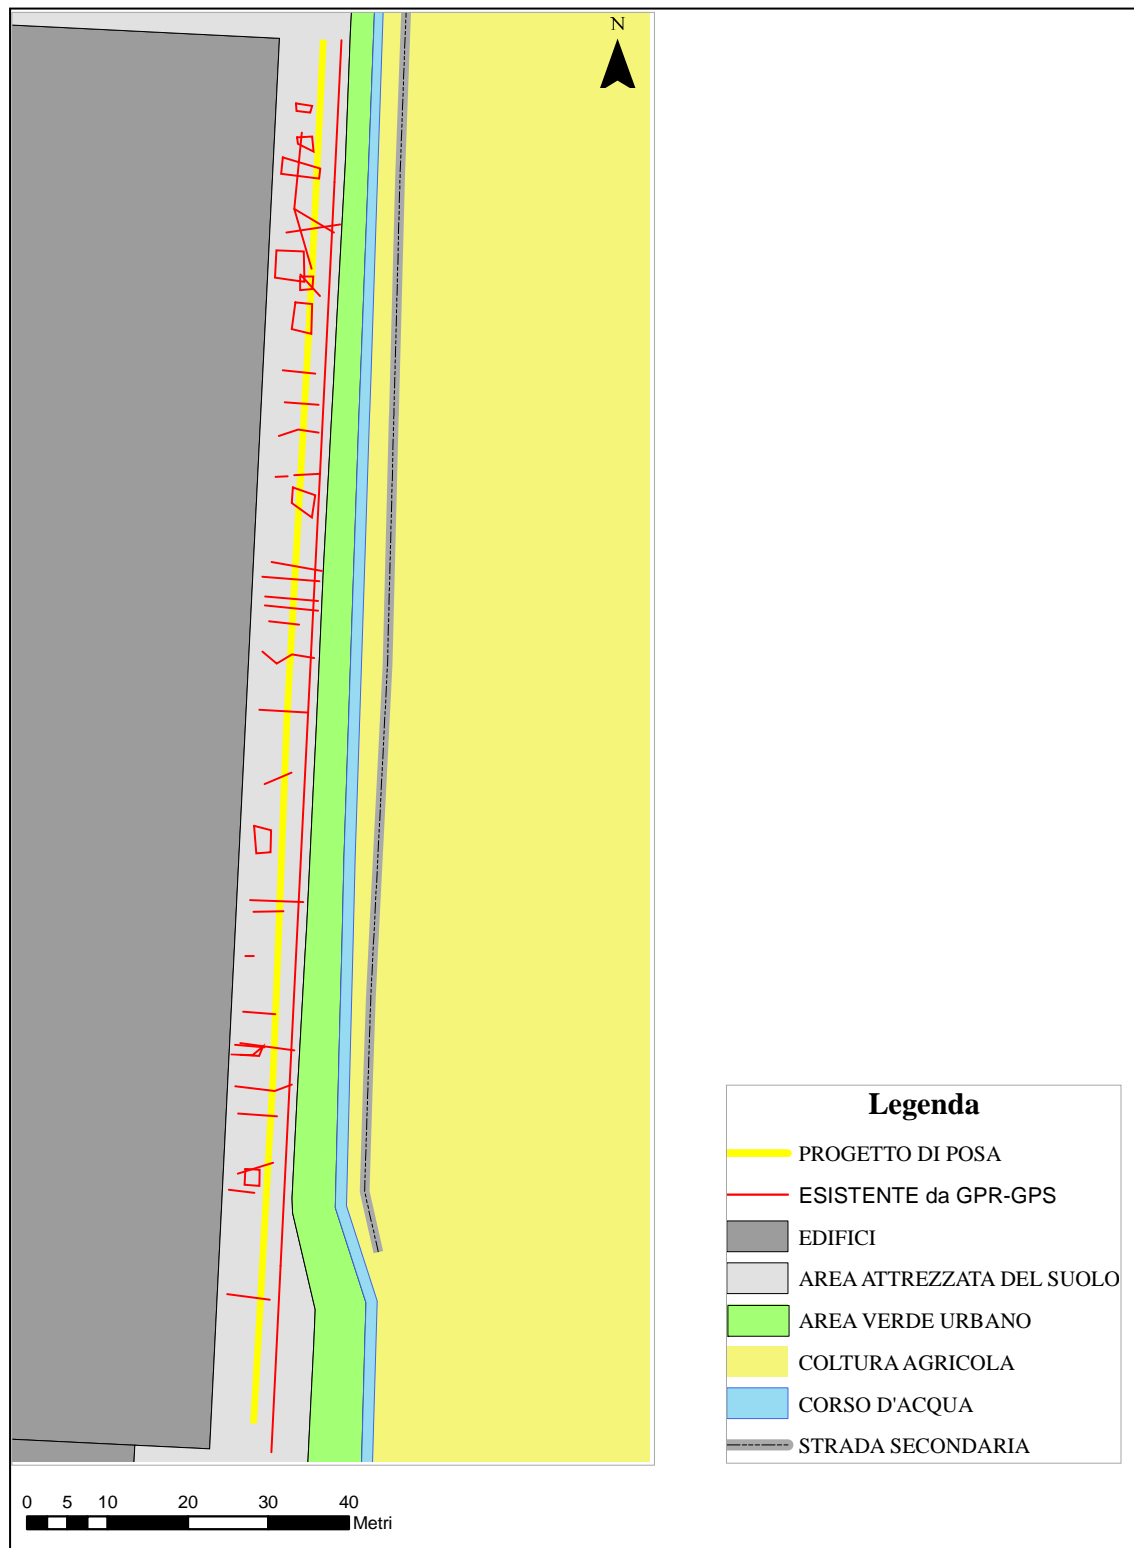 N
Legenda
PROGETTO DI POSA
ESISTENTE da GPR-GPS
EDIFICI
AREA ATTREZZATA DEL SUOLO
AREA VERDE URBANO
COLTURA AGRICOLA
CORSO D'ACQUA
STRADA SECONDARIA
0 5 10 20 30 40
Metri